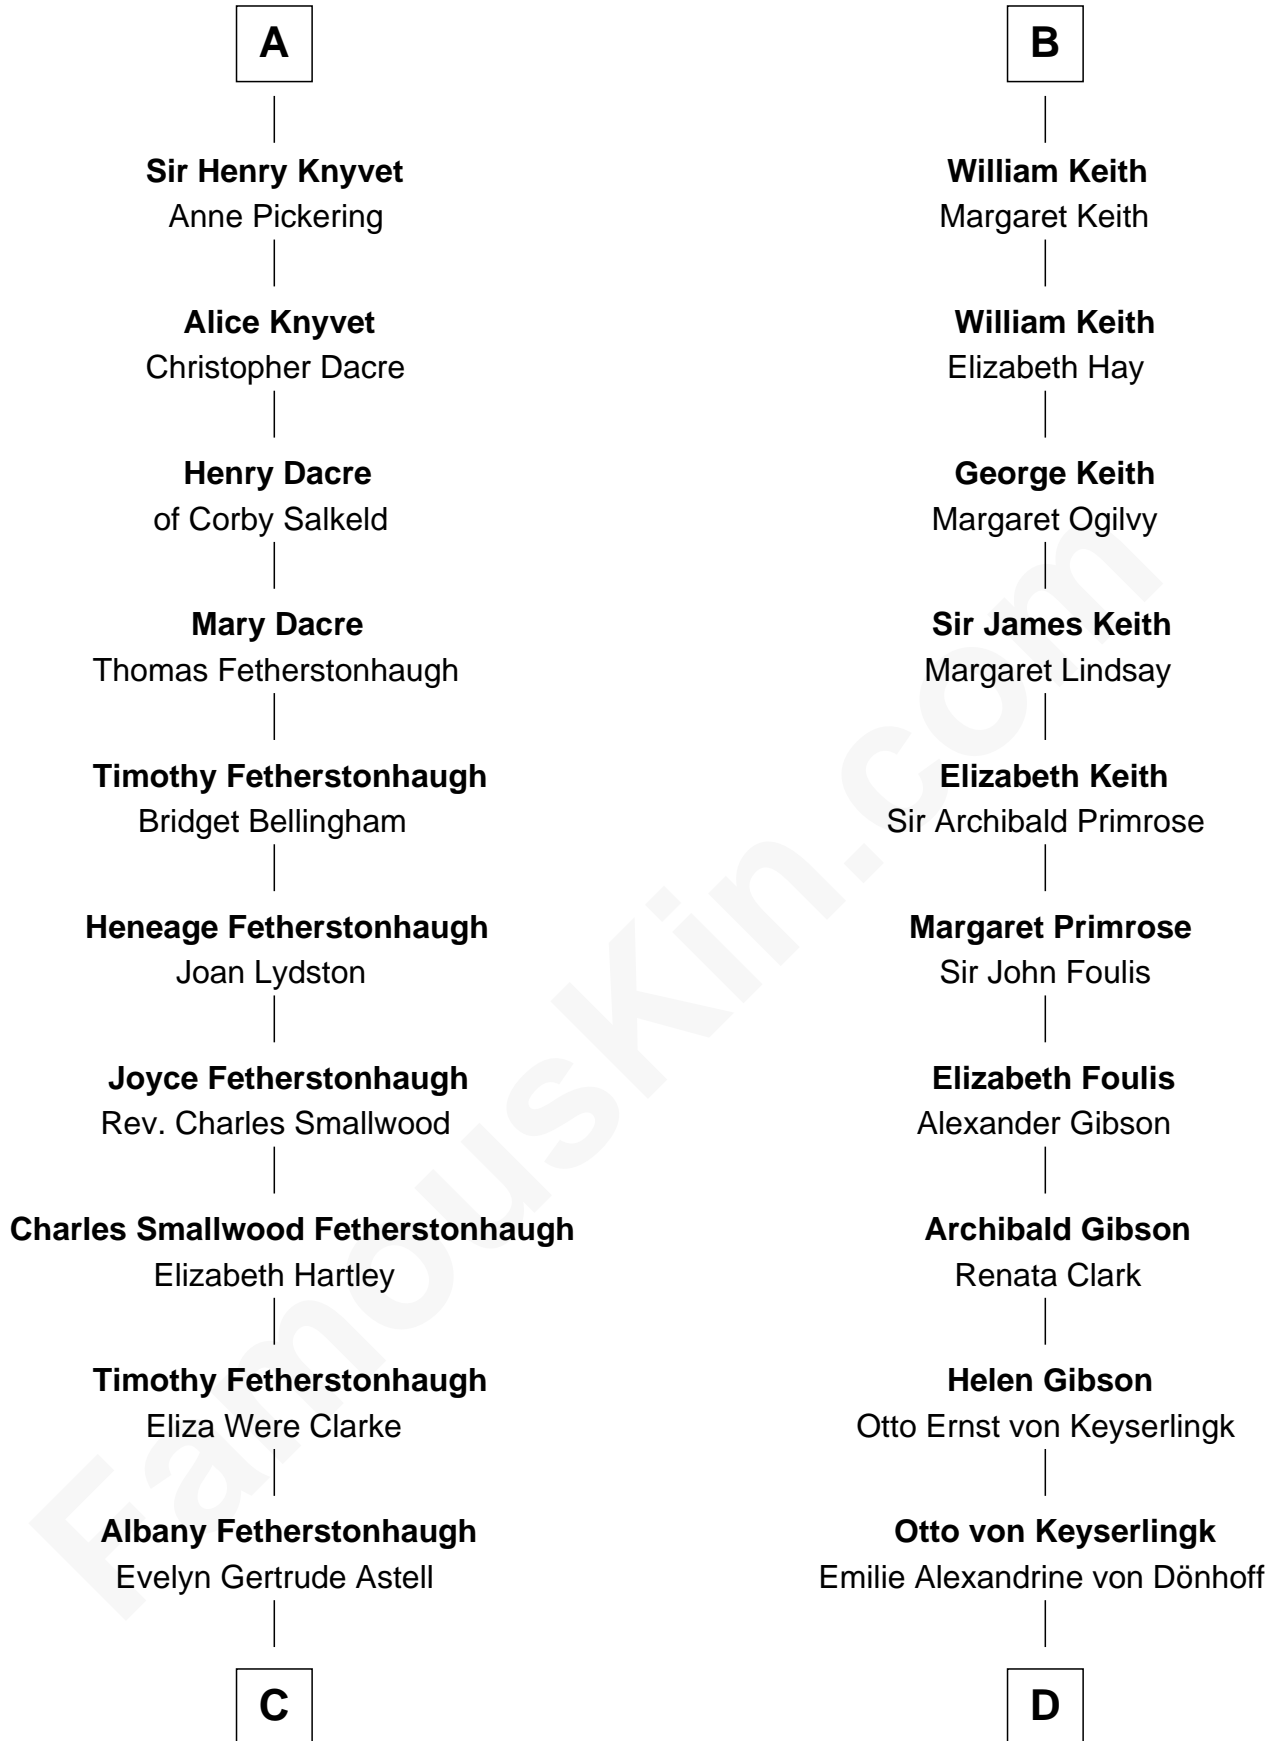 A
Sir Henry Knyvet
Anne Pickering
Alice Knyvet
Christopher Dacre
Henry Dacre
of Corby Salkeld
Mary Dacre
Thomas Fetherstonhaugh
Timothy Fetherstonhaugh
Bridget Bellingham
Heneage Fetherstonhaugh
Joan Lydston
Joyce Fetherstonhaugh
Rev. Charles Smallwood
Charles Smallwood Fetherstonhaugh
Elizabeth Hartley
Timothy Fetherstonhaugh
Eliza Were Clarke
Albany Fetherstonhaugh
Evelyn Gertrude Astell
C
B
William Keith
Margaret Keith
William Keith
Elizabeth Hay
George Keith
Margaret Ogilvy
Sir James Keith
Margaret Lindsay
Elizabeth Keith
Sir Archibald Primrose
Margaret Primrose
Sir John Foulis
Elizabeth Foulis
Alexander Gibson
Archibald Gibson
Renata Clark
Helen Gibson
Otto Ernst von Keyserlingk
Otto von Keyserlingk
Emilie Alexandrine von Dönhoff
D
FamousKin.com